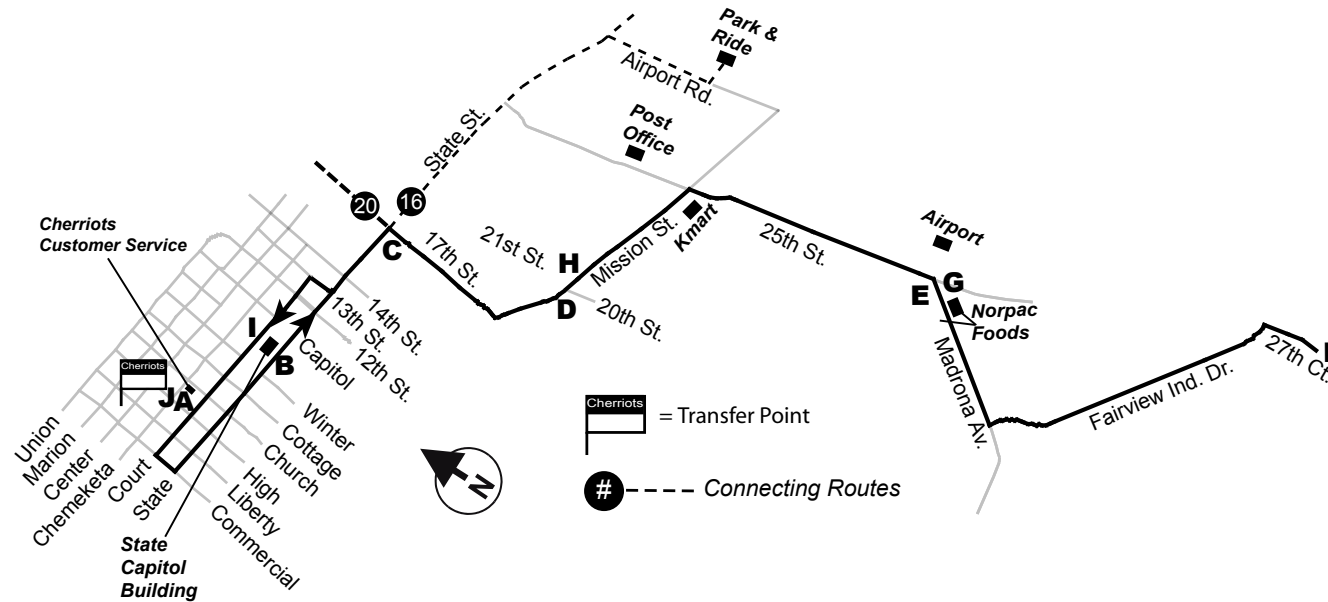 Park &
Ride
Airport Rd.
Post
Office
State St.
20
16
Cherriots
Customer Service
C
17th St.
21st St.
H
Mission St.
Kmart
25th St.
Airport
D
20th St.
E
G
Norpac
Foods
I
B
13th St.
14th St.
12th St.
Capitol
Cherriots
J
A
Madrona Av.
Fairview Ind. Dr.
27th Ct.
Union
Marion
Center
Chemeketa
Court
State
Winter
Cottage
Church
High
Liberty
Commercial
N
Cherriots
= Transfer Point
#
Connecting Routes
State
Capitol
Building